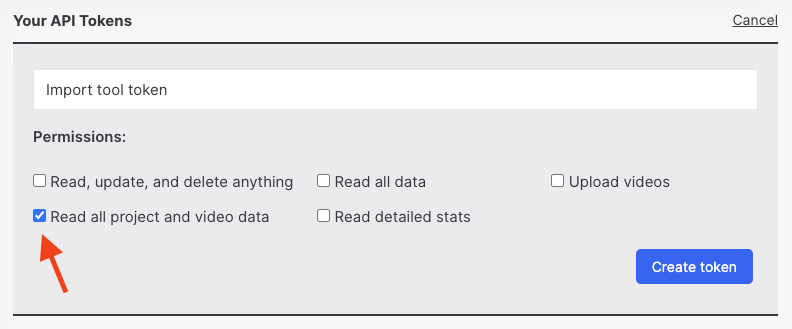 Your API Tokens Cancel
Import tool token
Permissions:
Read, update, and delete anything Read all data Upload videos
Read all project and video data Read detailed stats
Create token